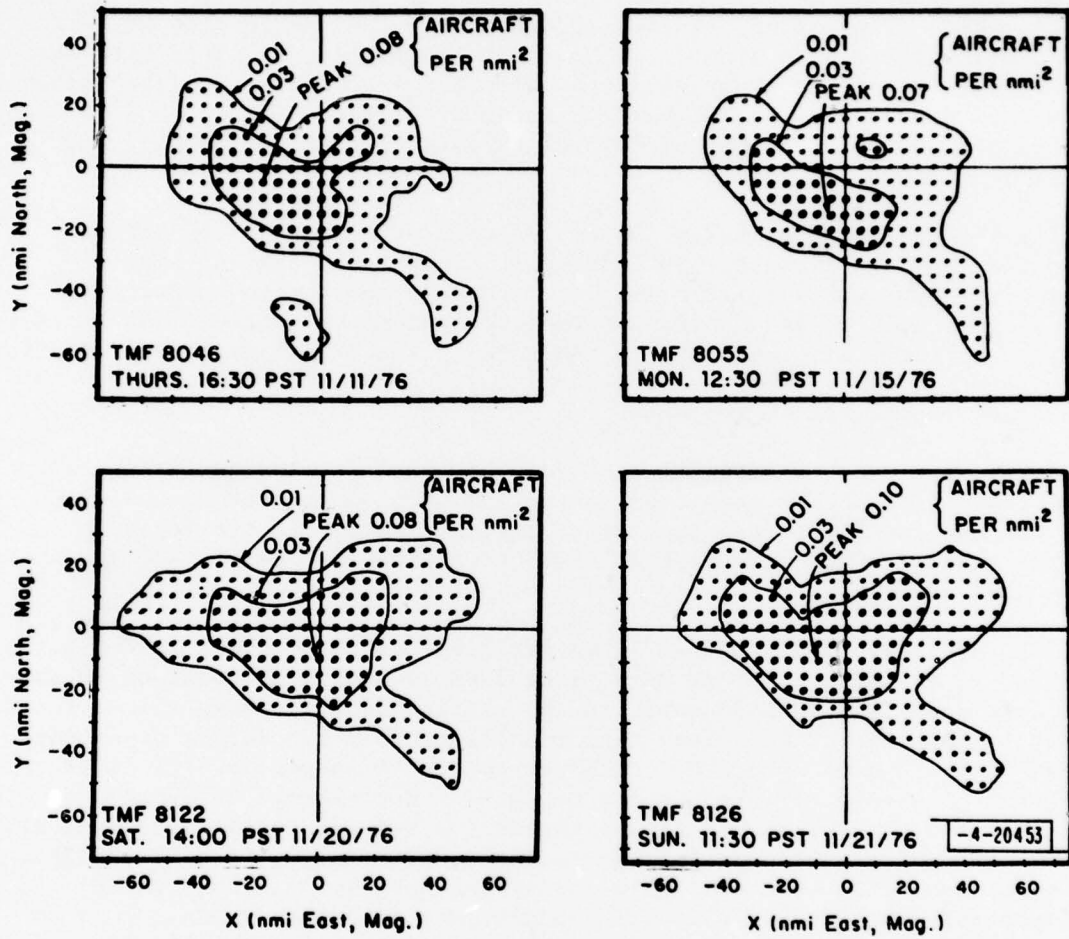 40
20
0
-20
-40
-60
Y (nmi North, Mag.)
0.01
0.03
PEAK 0.08
{AIRCRAFT
PER nmi²
TMF 8046
THURS. 16:30 PST 11/11/76
0.01
0.03
PEAK 0.07
{AIRCRAFT
PER nmi²
TMF 8055
MON. 12:30 PST 11/15/76
40
20
0
-20
-40
-60
Y (nmi North, Mag.)
0.01
PEAK 0.08
0.03
{AIRCRAFT
PER nmi²
TMF 8122
SAT. 14:00 PST 11/20/76
-60 -40 -20 0 20 40 60
X (nmi East, Mag.)
0.01
0.03
PEAK 0.10
{AIRCRAFT
PER nmi²
TMF 8126
SUN. 11:30 PST 11/21/76
-4-20453
-60 -40 -20 0 20 40 60
X (nmi East, Mag.)